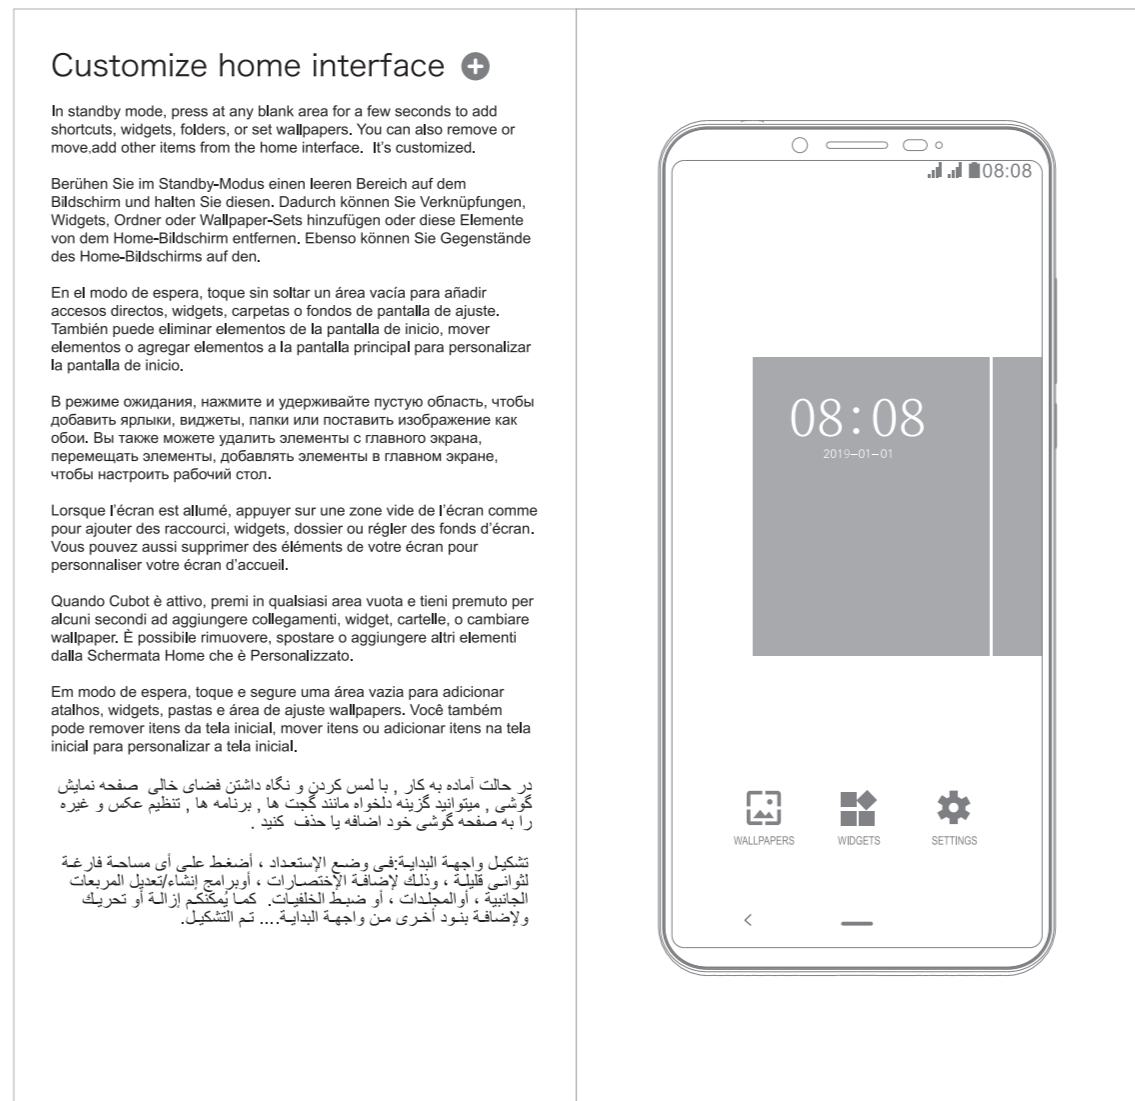 Customize home interface
In standby mode, press at any blank area for a few seconds to add
shortcuts, widgets, folders, or set wallpapers. You can also remove or
move,add other items from the home interface. It's customized.
Berühen Sie im Standby-Modus einen leeren Bereich auf dem
Bildschirm und halten Sie diesen. Dadurch können Sie Verknüpfungen,
Widgets, Ordner oder Wallpaper-Sets hinzufügen oder diese Elemente
von dem Home-Bildschirm entfernen. Ebenso können Sie Gegenstände
des Home-Bildschirms auf den.
En el modo de espera, toque sin soltar un área vacía para añadir
accesos directos, widgets, carpetas o fondos de pantalla de ajuste.
También puede eliminar elementos de la pantalla de inicio, mover
elementos o agregar elementos a la pantalla principal para personalizar
la pantalla de inicio.
В режиме ожидания, нажмите и удерживайте пустую область, чтобы
добавить ярлыки, виджеты, папки или поставить изображение как
обои. Вы также можете удалить элементы с главного экрана,
перемещать элементы, добавлять элементы в главном экране,
чтобы настроить рабочий стол.
Lorsque l'écran est allumé, appuyer sur une zone vide de l'écran comme
pour ajouter des raccourci, widgets, dossier ou régler des fonds d'écran.
Vous pouvez aussi supprimer des éléments de votre écran pour
personnaliser votre écran d'accueil.
Quando Cubot è attivo, premi in qualsiasi area vuota e tieni premuto per
alcuni secondi ad aggiungere collegamenti, widget, cartelle, o cambiare
wallpaper. È possibile rimuovere, spostare o aggiungere altri elementi
dalla Schermata Home che è Personalizzato.
Em modo de espera, toque e segure uma área vazia para adicionar
atalhos, widgets, pastas e área de ajuste wallpapers. Você também
pode remover itens da tela inicial, mover itens ou adicionar itens na tela
inicial para personalizar a tela inicial.
در حالت آماده به کار , با لمس کردن و نگاه داشتن فضای خالی صفحه نمایش
گوشی , میتوانید گزینه دلخواه مانند گجت ها , برنامه ها , تنظیم عکس و غیره
را به صفحه گوشی خود اضافه یا حذف کنید .
تشكيل واجهة البداية:فى وضع الإستعداد ، أضغط على أى مساحة فارغة
لثوانى قليلة ، وذلك لإضافة الإختصارات ، أوبرامج إنشاء/تعديل المربعات
الجانبية ، أوالمجلدات ، أو ضبط الخلفيات. كما يُمكنكم إزالة أو تحريك
ولإضافة بنود أخرى من واجهة البداية.... تم التشكيل.
08:08
08:08
2019-01-01
WALLPAPERS
WIDGETS
SETTINGS